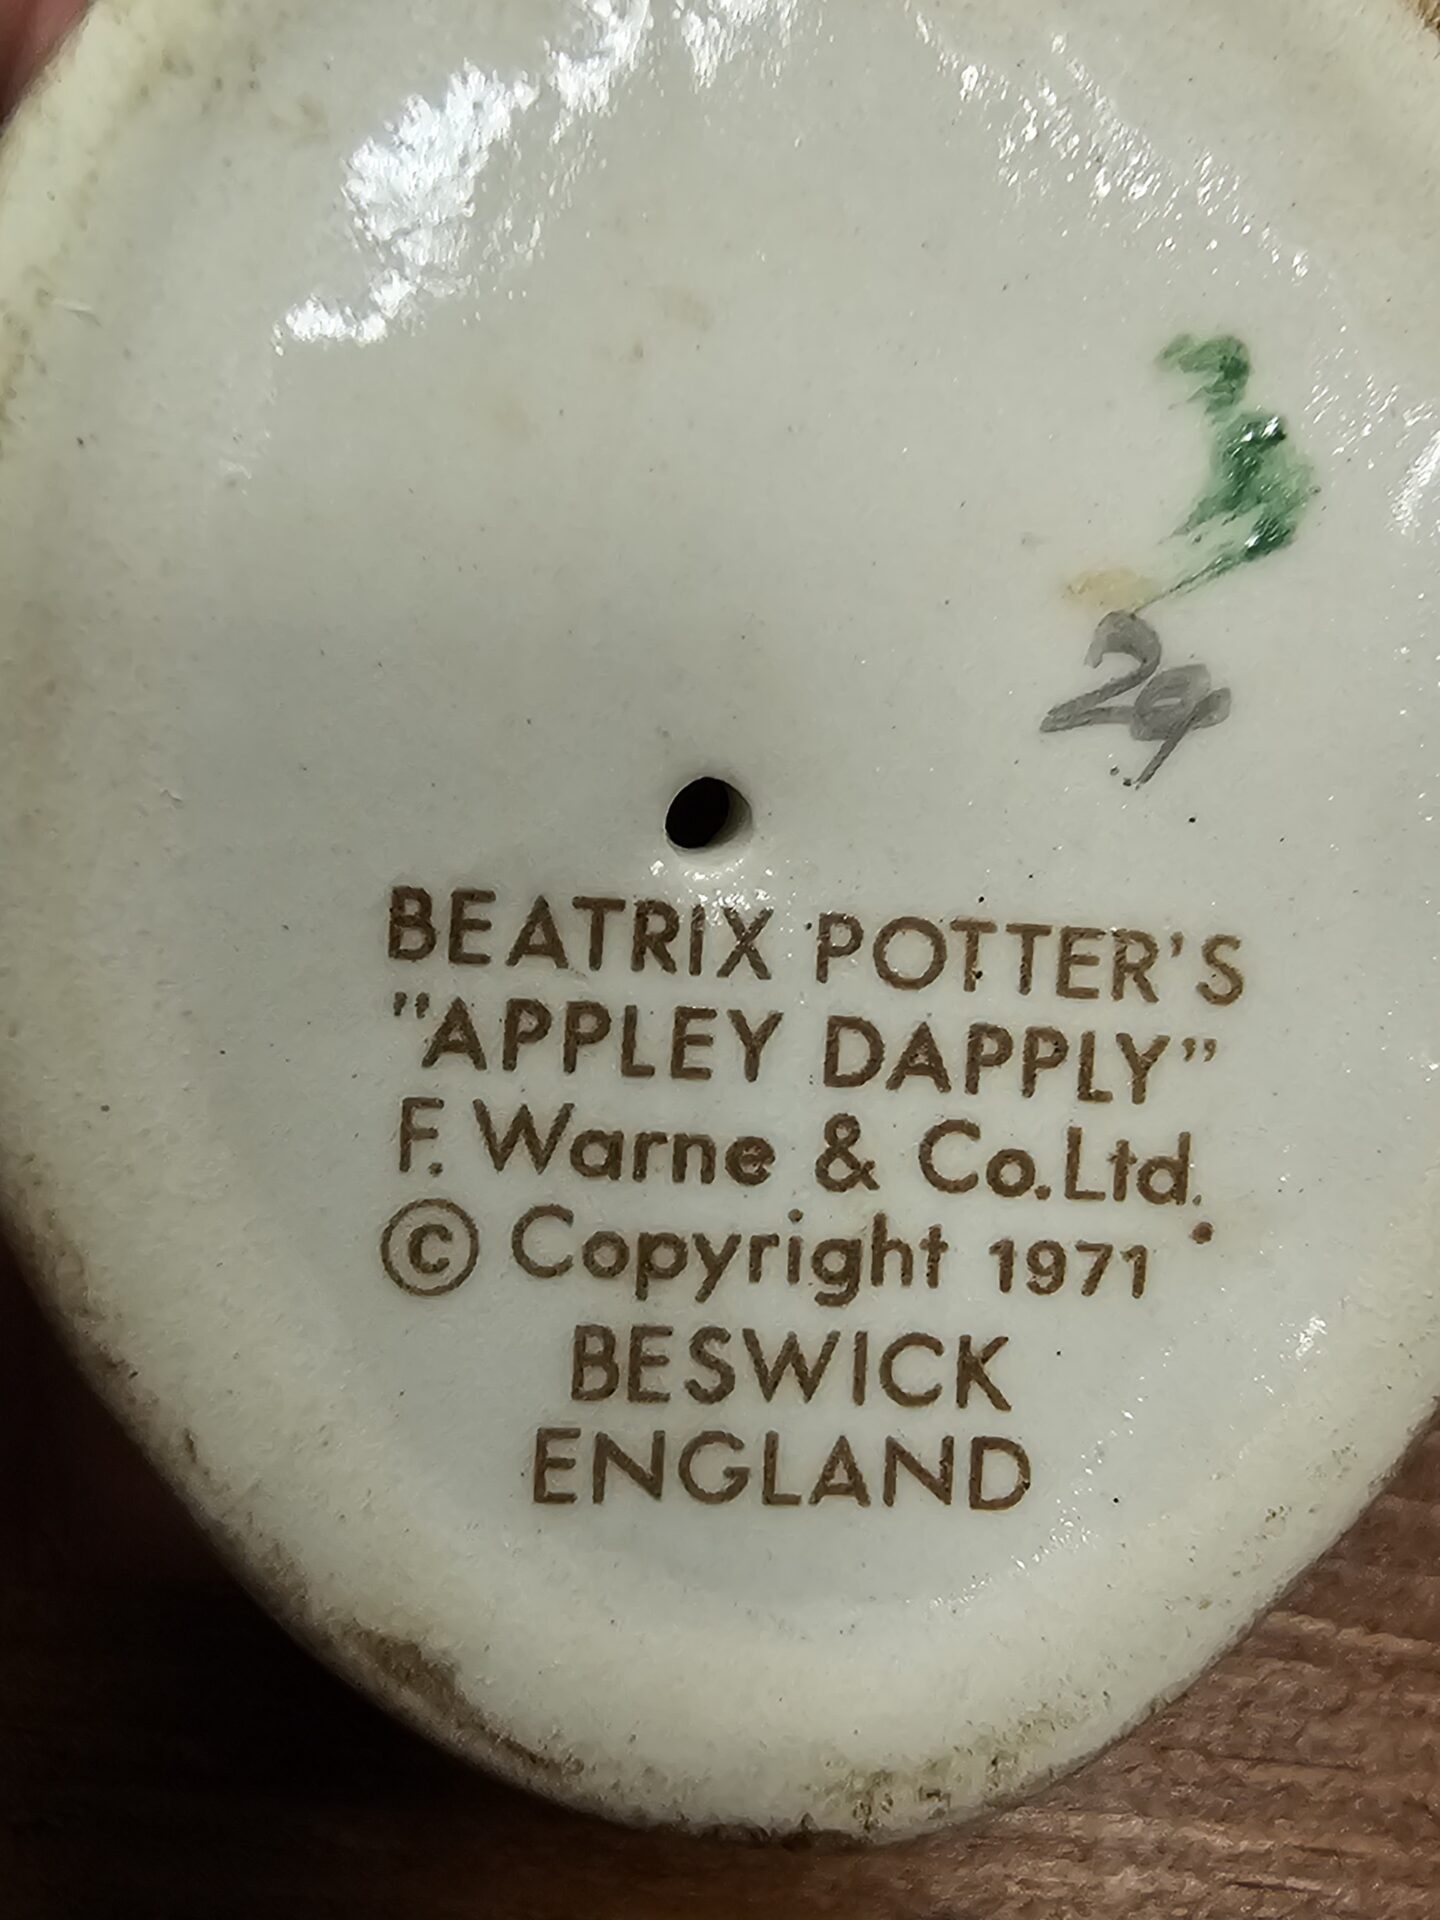 BEATRIX POTTER'S
"APPLEY DAPPLY"
F. Warne & Co.Ltd.
© Copyright 1971
BESWICK
ENGLAND